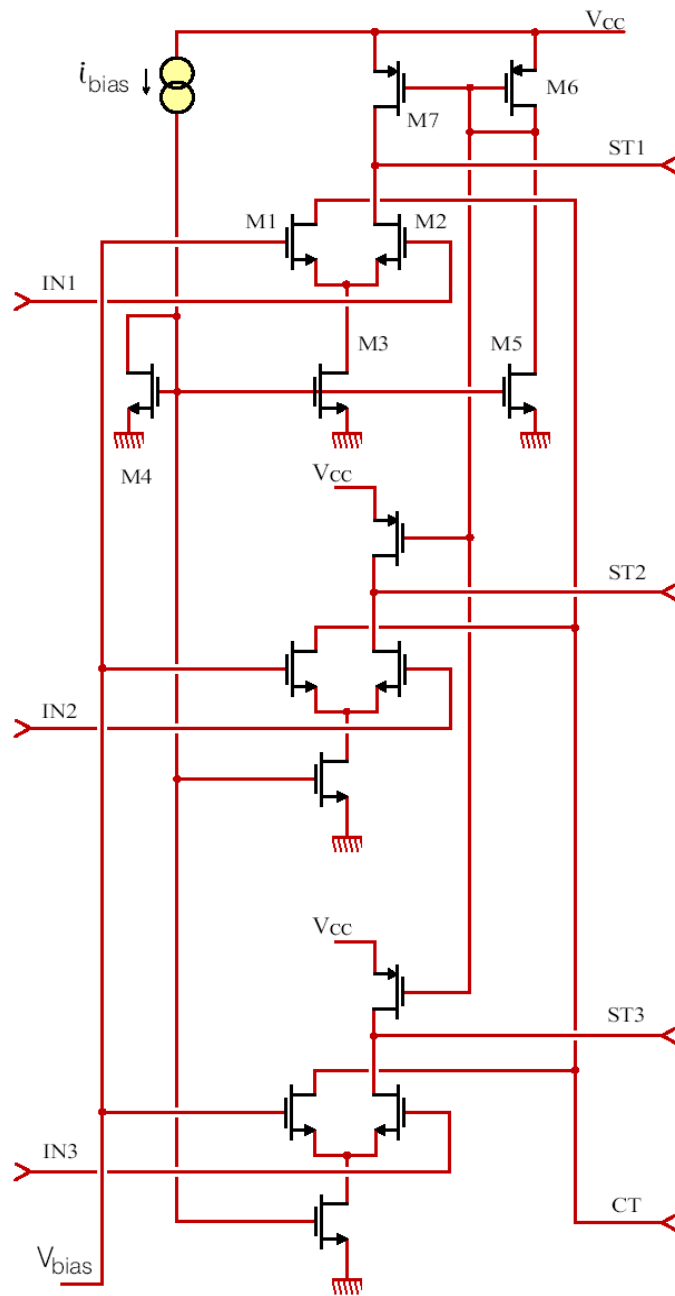 VCC
ibias
M6
M7
ST1
M1
M2
IN1
M3
M5
M4
VCC
ST2
IN2
VCC
ST3
IN3
CT
Vbias